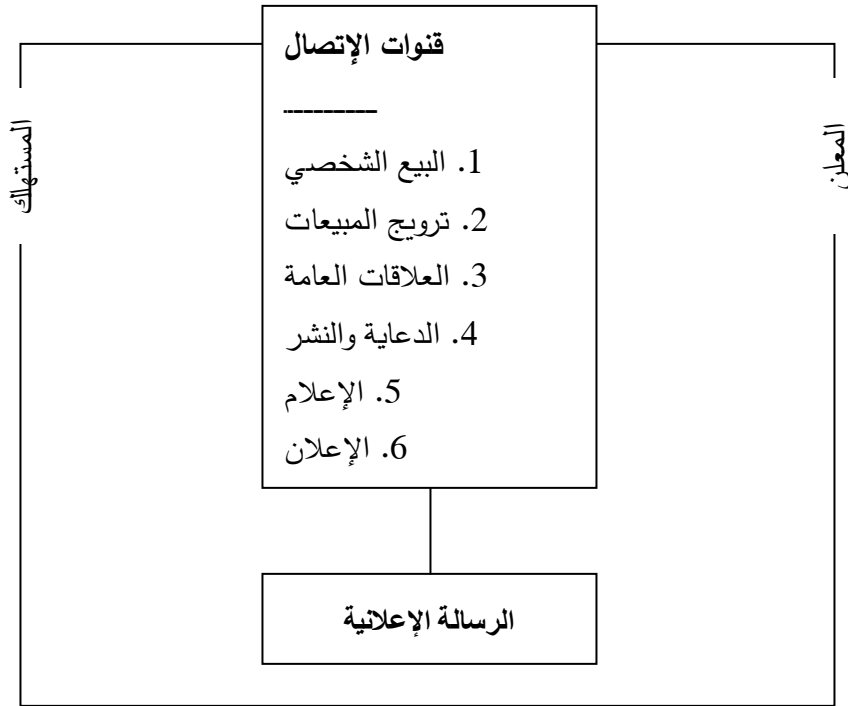 قنوات الإتصال
----------
1. البيع الشخصي
2. ترويج المبيعات
3. العلاقات العامة
4. الدعاية والنشر
5. الإعلام
6. الإعلان
المعلن
المستهلك
الرسالة الإعلانية